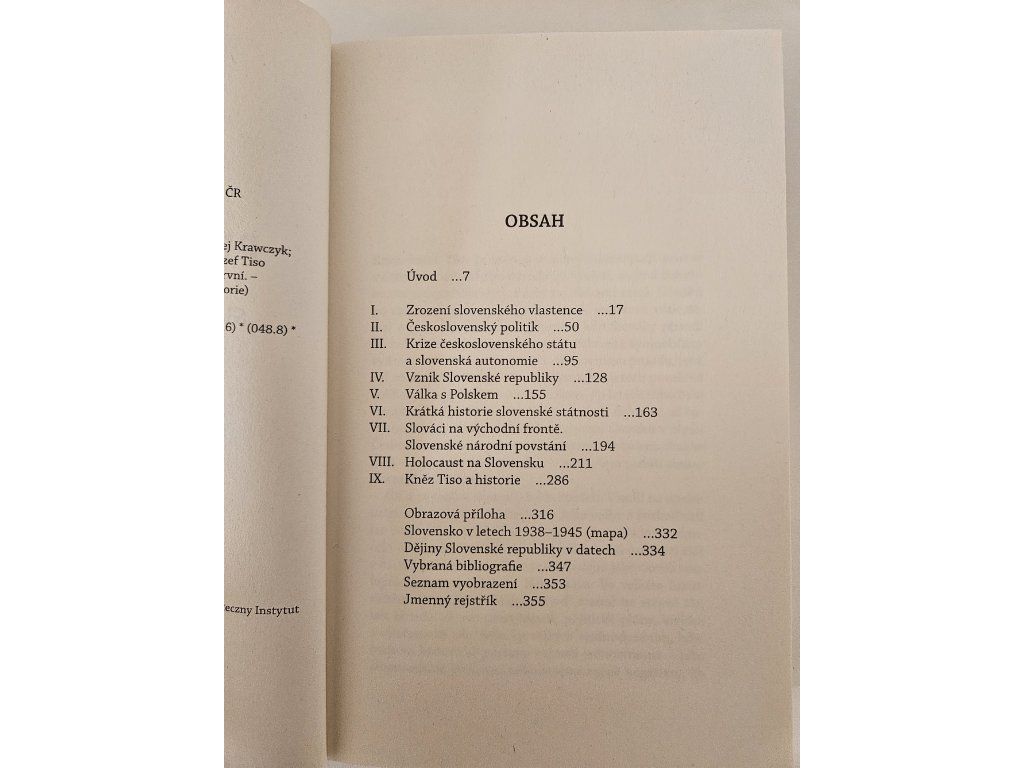 ČR
ej Krawczyk;
zef Tiso
rvní. –
orie)
6) * (048.8) *
eczny Instytut
OBSAH
Úvod ...7
I. Zrození slovenského vlastence ...17
II. Československý politik ...50
III. Krize československého státu
a slovenská autonomie ...95
IV. Vznik Slovenské republiky ...128
V. Válka s Polskem ...155
VI. Krátká historie slovenské státnosti ...163
VII. Slováci na východní frontě.
Slovenské národní povstání ...194
VIII. Holocaust na Slovensku ...211
IX. Kněz Tiso a historie ...286
Obrazová příloha ...316
Slovensko v letech 1938–1945 (mapa) ...332
Dějiny Slovenské republiky v datech ...334
Vybraná bibliografie ...347
Seznam vyobrazení ...353
Jmenný rejstřík ...355